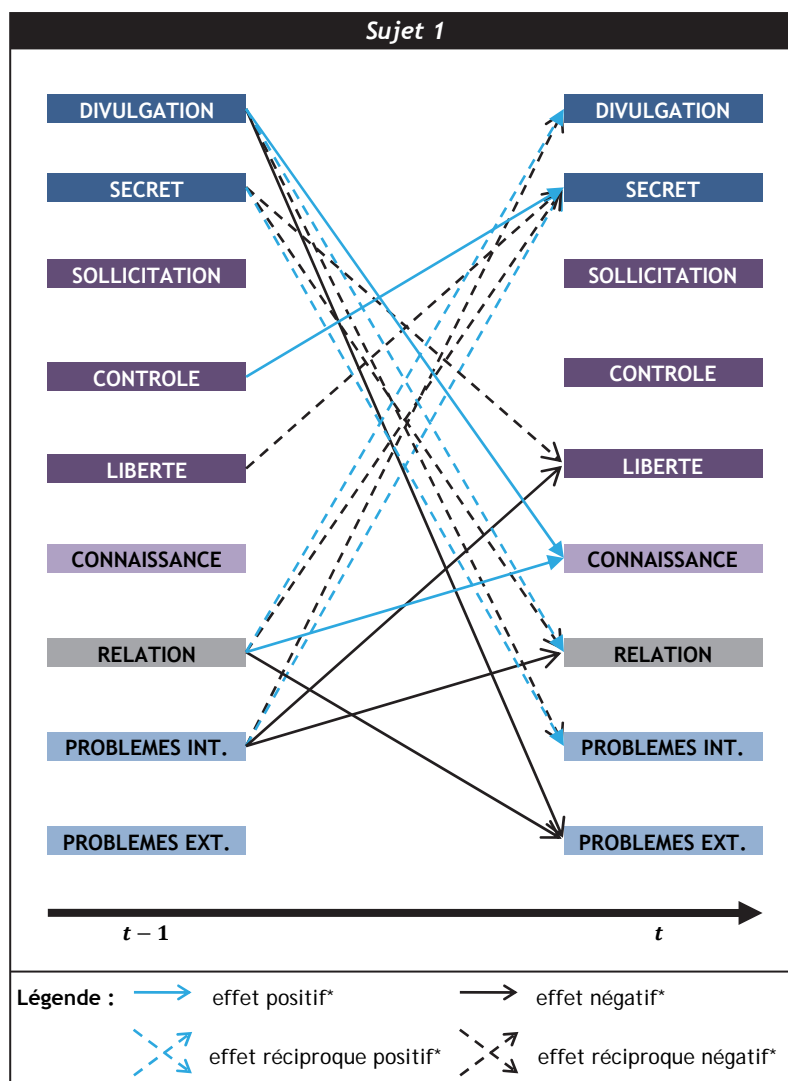 Sujet 1
DIVULGATION DIVULGATION
SECRET SECRET
SOLLICITATION SOLLICITATION
CONTROLE CONTROLE
LIBERTE LIBERTE
CONNAISSANCE CONNAISSANCE
RELATION RELATION
PROBLEMES INT. PROBLEMES INT.
PROBLEMES EXT. PROBLEMES EXT.
t − 1 t
Légende : effet positif* effet négatif*
effet réciproque positif* effet réciproque négatif*